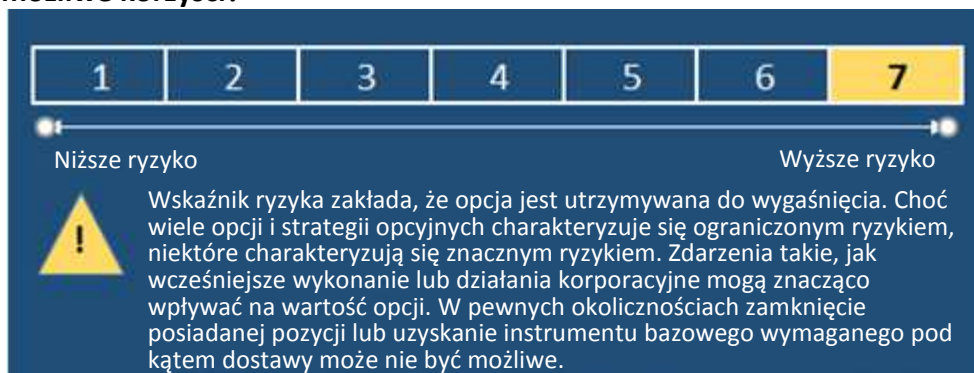 możliwe korzyści?
1 2 3 4 5 6 7
Niższe ryzyko Wyższe ryzyko
!
Wskaźnik ryzyka zakłada, że opcja jest utrzymywana do wygaśnięcia. Choć
wiele opcji i strategii opcyjnych charakteryzuje się ograniczonym ryzykiem,
niektóre charakteryzują się znacznym ryzykiem. Zdarzenia takie, jak
wcześniejsze wykonanie lub działania korporacyjne mogą znacząco
wpływać na wartość opcji. W pewnych okolicznościach zamknięcie
posiadanej pozycji lub uzyskanie instrumentu bazowego wymaganego pod
kątem dostawy może nie być możliwe.